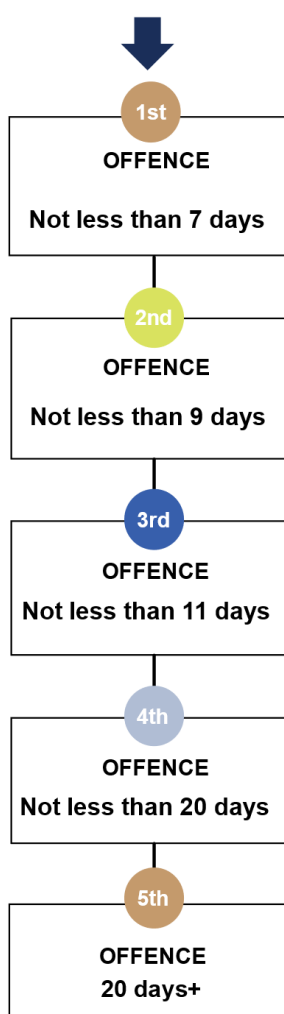 1st
OFFENCE
Not less than 7 days
2nd
OFFENCE
Not less than 9 days
3rd
OFFENCE
Not less than 11 days
4th
OFFENCE
Not less than 20 days
5th
OFFENCE
20 days+